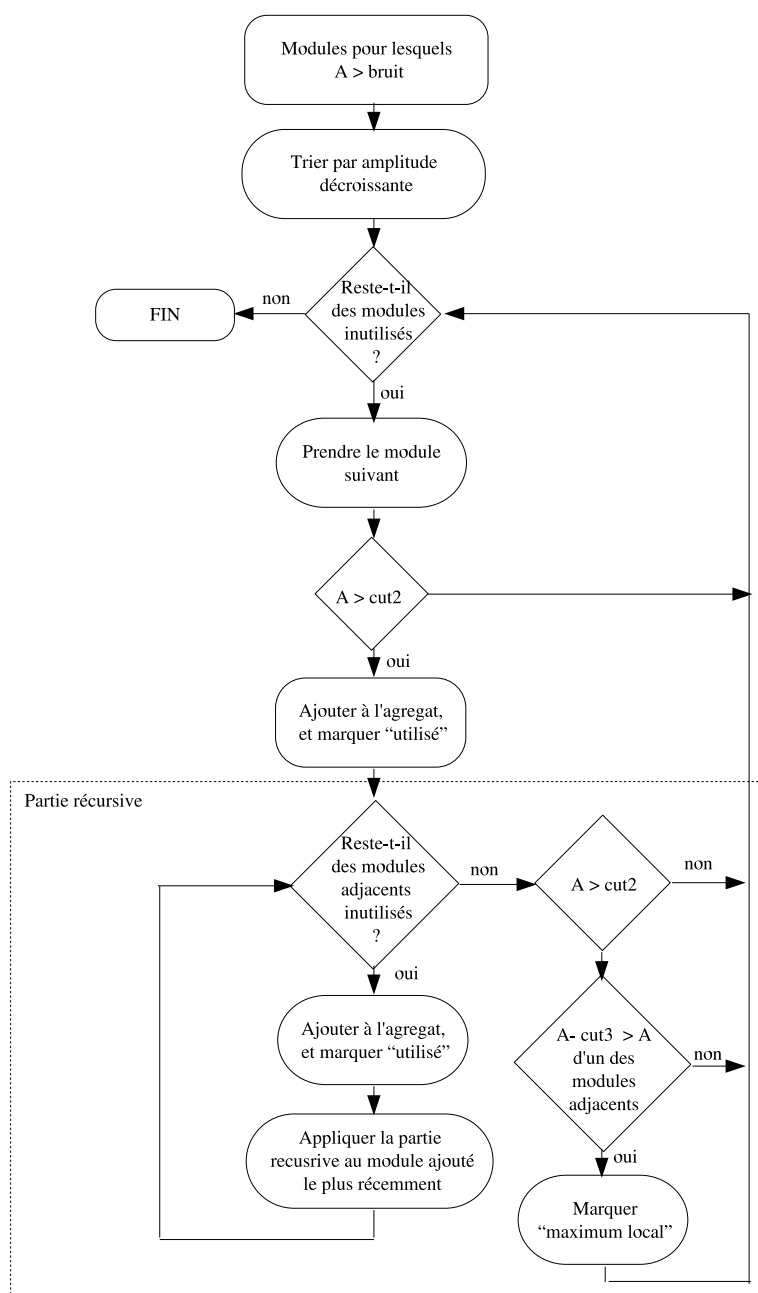 Modules pour lesquels
A > bruit
Trier par amplitude
décroissante
Reste-t-il
des modules
inutilisés
?
non
FIN
oui
Prendre le module
suivant
A > cut2
oui
Ajouter à l'agregat,
et marquer “utilisé”
Partie récursive
Reste-t-il
des modules
adjacents
inutilisés
?
non
A > cut2
non
oui
Ajouter à l'agregat,
et marquer “utilisé”
A- cut3 > A
d'un des
modules
adjacents
non
Appliquer la partie
recusrive au module ajouté
le plus récemment
oui
Marquer
“maximum local”